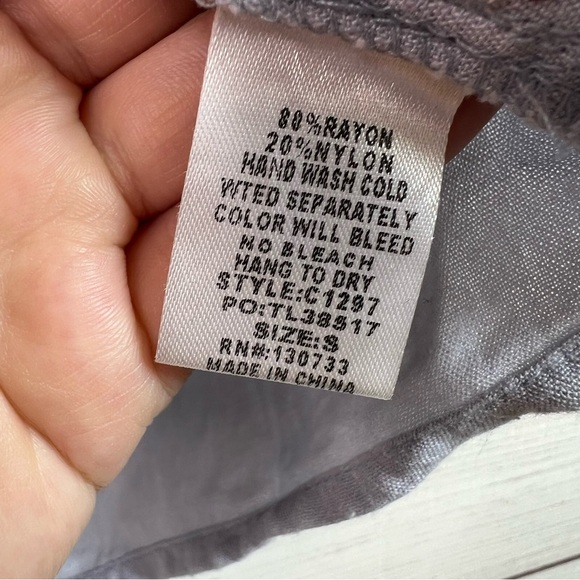 80%RAYON
20%NYLON
HAND WASH COLD
WTED SEPARATELY
COLOR WILL BLEED
NO BLEACH
HANG TO DRY
STYLE:C1297
PO:TL38517
SIZE:S
RN#:130733
MADE IN CHINA